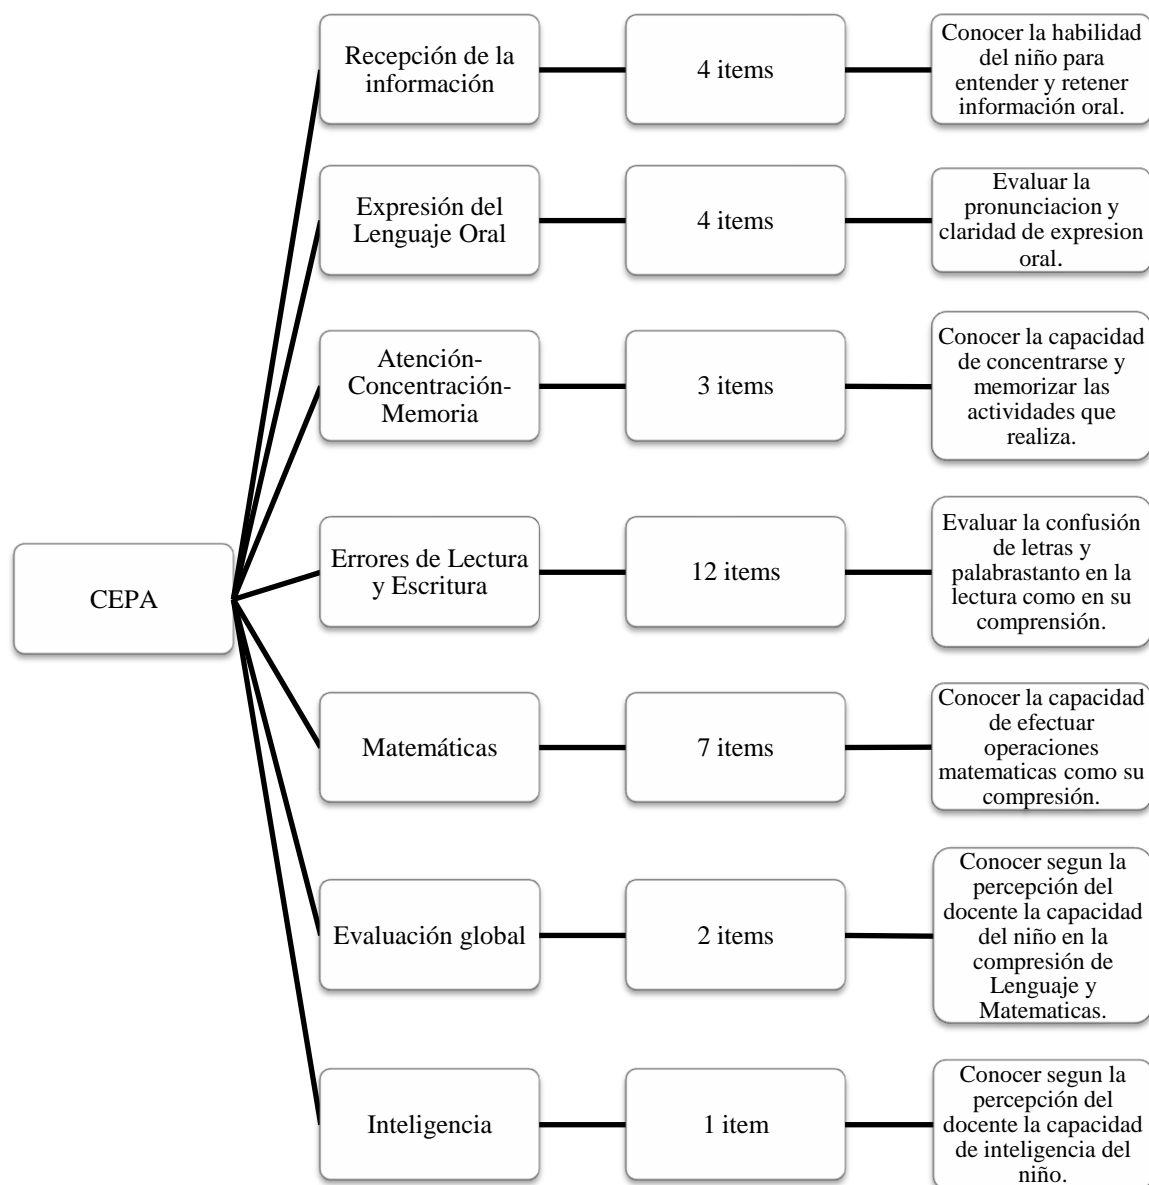 Recepción de la
información
4 items
Conocer la habilidad
del niño para
entender y retener
información oral.
Expresión del
Lenguaje Oral
4 items
Evaluar la
pronunciacion y
claridad de expresion
oral.
Atención-
Concentración-
Memoria
3 items
Conocer la capacidad
de concentrarse y
memorizar las
actividades que
realiza.
CEPA
Errores de Lectura
y Escritura
12 items
Evaluar la confusión
de letras y
palabrastanto en la
lectura como en su
comprensión.
Matemáticas
7 items
Conocer la capacidad
de efectuar
operaciones
matematicas como su
compresión.
Evaluación global
2 items
Conocer segun la
percepción del
docente la capacidad
del niño en la
compresión de
Lenguaje y
Matematicas.
Inteligencia
1 item
Conocer segun la
percepción del
docente la capacidad
de inteligencia del
niño.